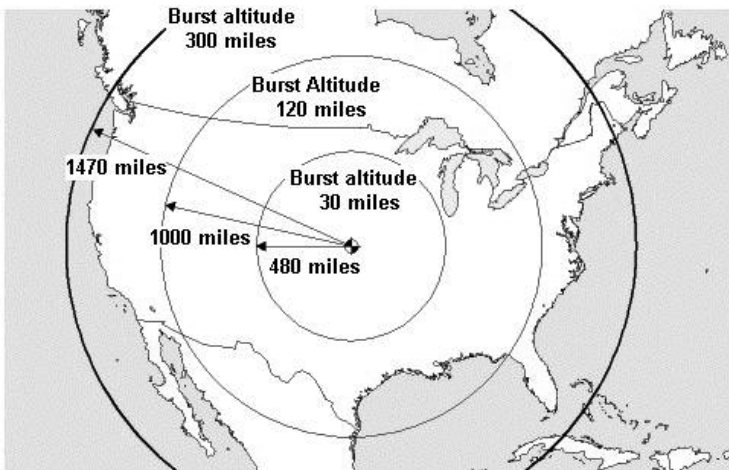 Burst altitude
300 miles
Burst Altitude
120 miles
1470 miles
Burst altitude
30 miles
1000 miles
480 miles